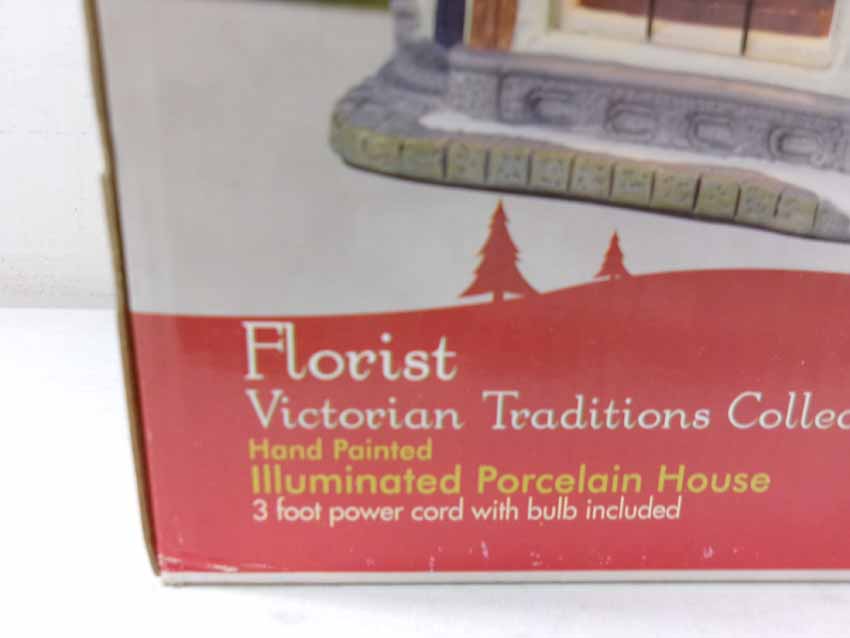 Florist
Victorian Traditions Collec
Hand Painted
Illuminated Porcelain House
3 foot power cord with bulb included